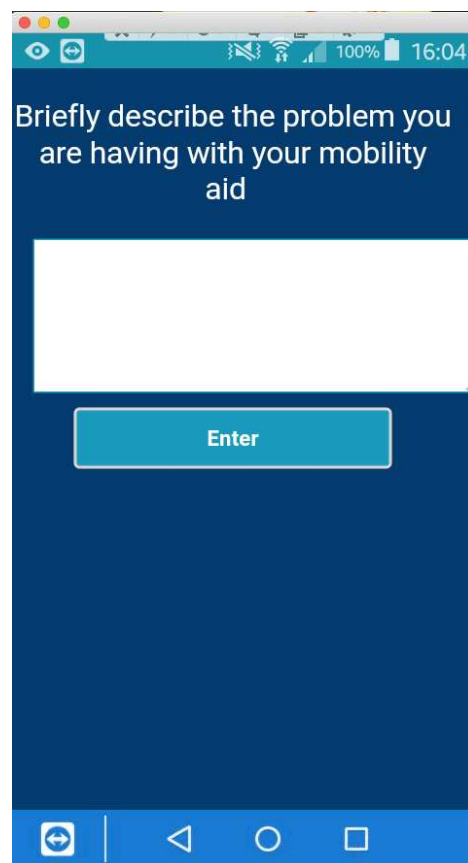 100% 16:04
Briefly describe the problem you
are having with your mobility
aid
Enter